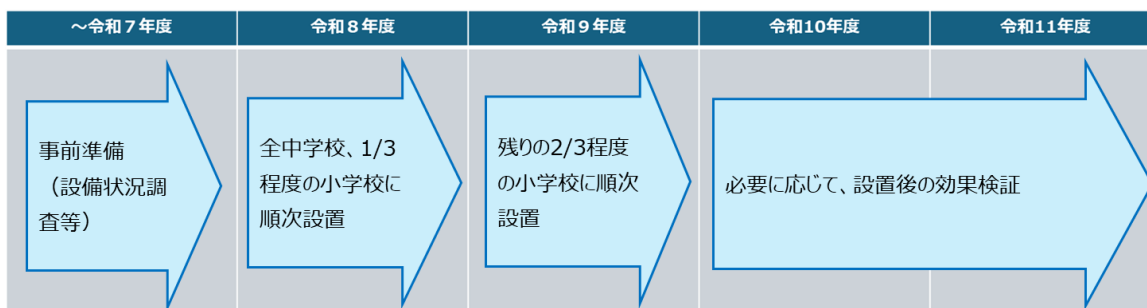 ～令和７年度
令和８年度
令和９年度
令和10年度
令和11年度
事前準備
（設備状況調
査等）
全中学校、1/3
程度の小学校に
順次設置
残りの2/3程度
の小学校に順次
設置
必要に応じて、設置後の効果検証